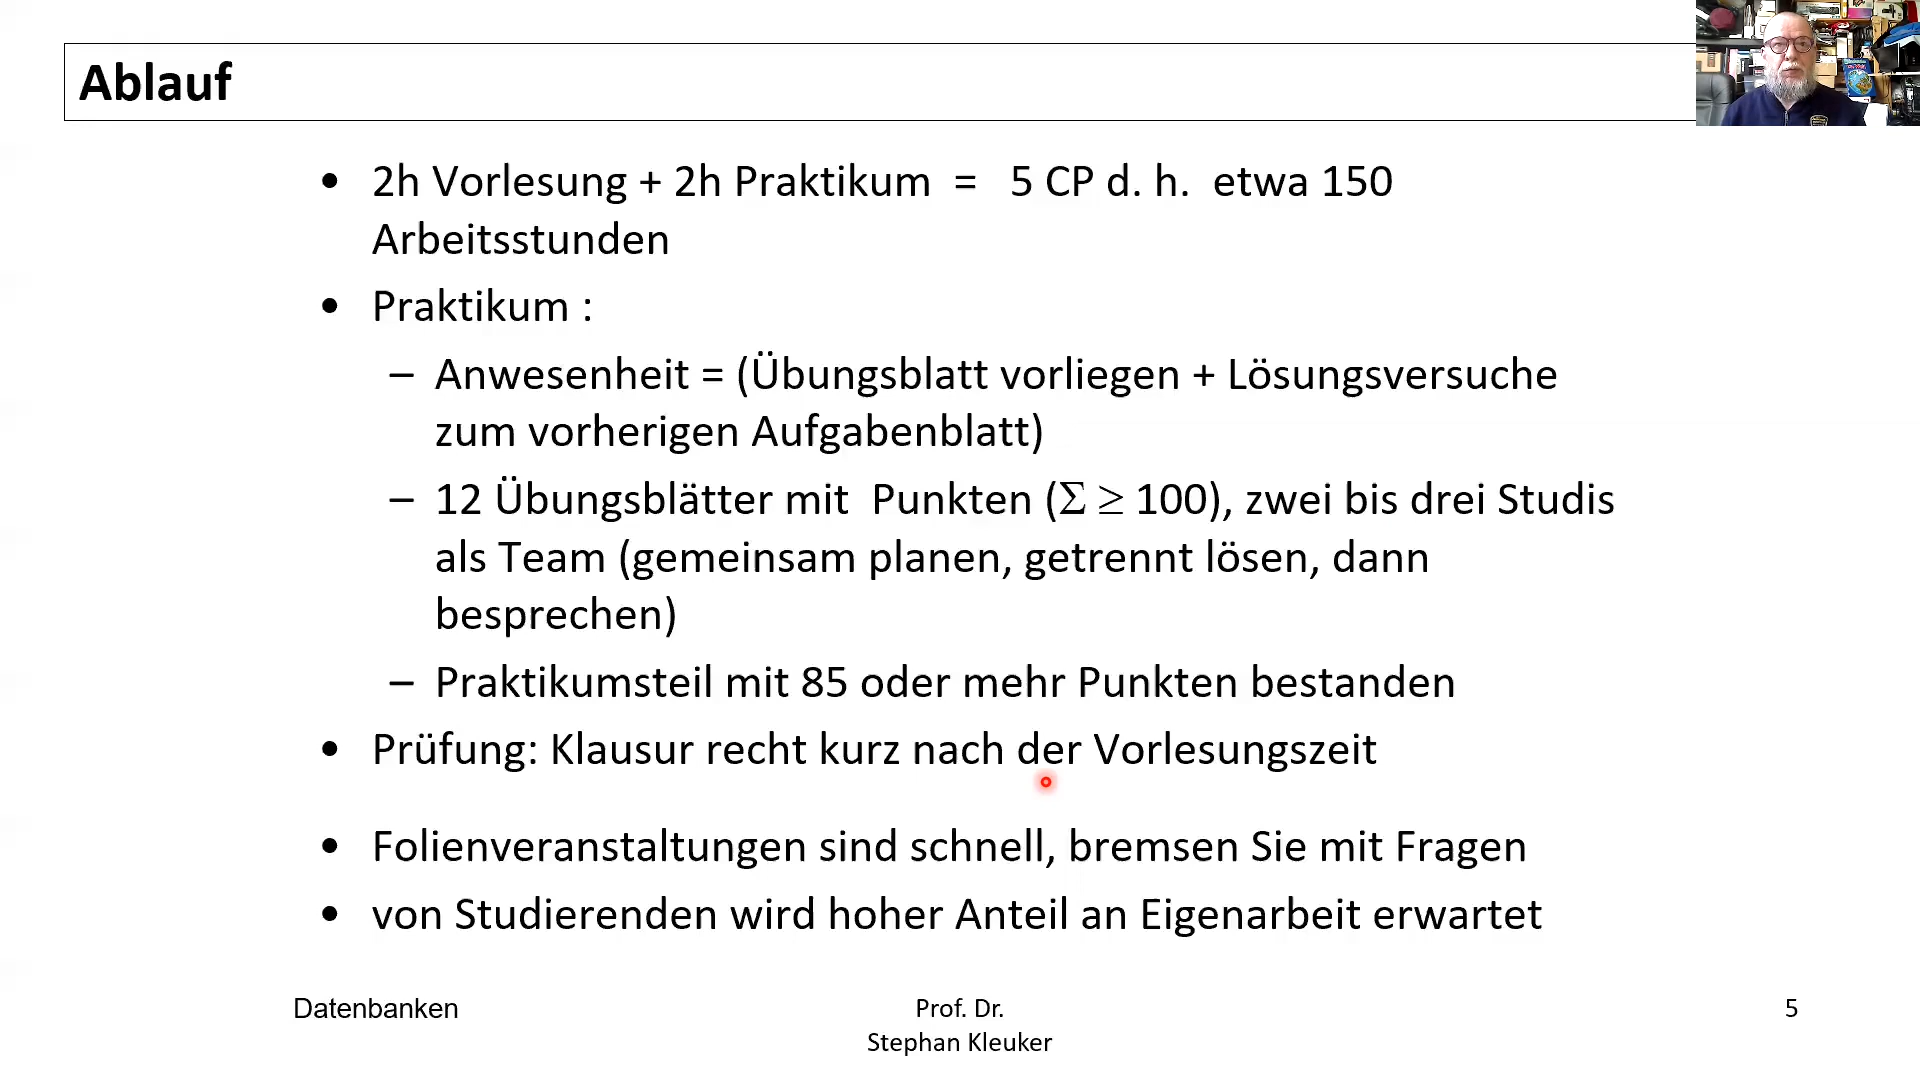 Ablauf
• 2h Vorlesung + 2h Praktikum = 5 CP d. h. etwa 150
Arbeitsstunden
• Praktikum :
– Anwesenheit = (Übungsblatt vorliegen + Lösungsversuche
zum vorherigen Aufgabenblatt)
– 12 Übungsblätter mit Punkten (Σ ≥ 100), zwei bis drei Studis
als Team (gemeinsam planen, getrennt lösen, dann
besprechen)
– Praktikumsteil mit 85 oder mehr Punkten bestanden
• Prüfung: Klausur recht kurz nach der Vorlesungszeit
• Folienveranstaltungen sind schnell, bremsen Sie mit Fragen
• von Studierenden wird hoher Anteil an Eigenarbeit erwartet
Datenbanken
Prof. Dr.
Stephan Kleuker
5